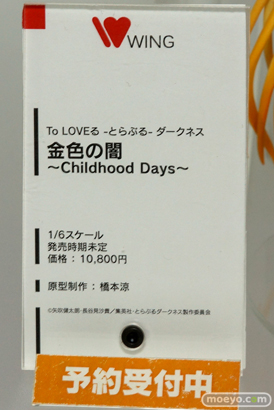 WING
To LOVEる -とらぶる- ダークネス
金色の闇
～Childhood Days～
1/6スケール
発売時期未定
価格：10,800円
原型制作：橋本涼
©矢吹健太朗・長谷見沙貴／集英社・とらぶるダークネス製作委員会
予約受付中
moeyo.com